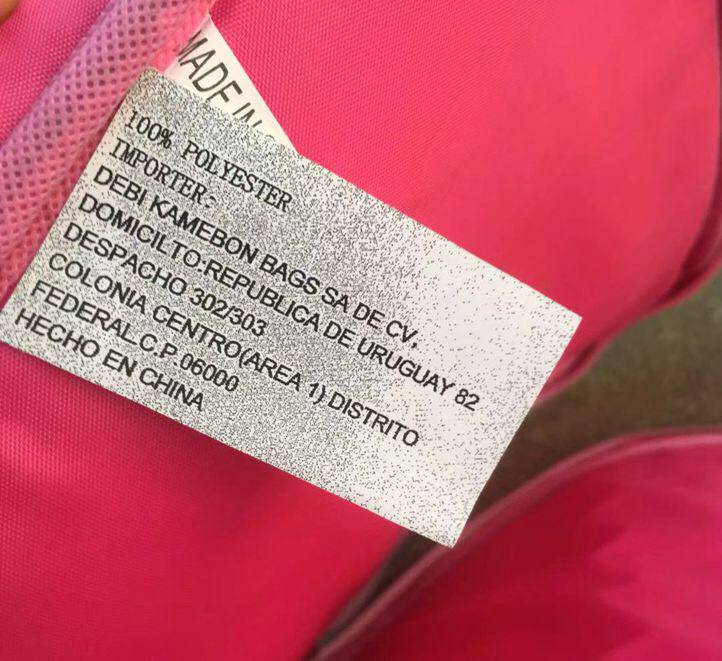 MADE IN
100% POLYESTER
IMPORTER:
DEBI KAMEBON BAGS SA DE CV,
DOMICILTO:REPUBLICA DE URUGUAY 82
DESPACHO 302/303
COLONIA CENTRO(AREA 1) DISTRITO
FEDERAL.C.P.06000
HECHO EN CHINA